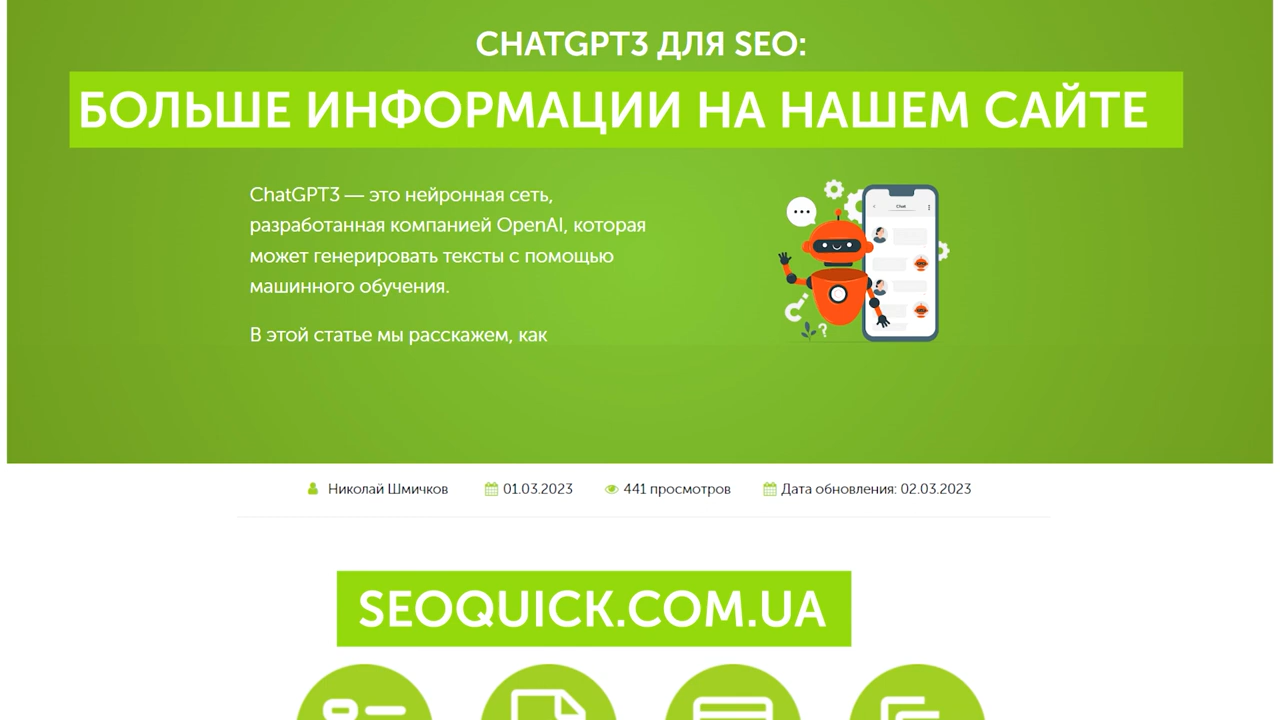 CHATGPT3 ДЛЯ SEO:
БОЛЬШЕ ИНФОРМАЦИИ НА НАШЕМ САЙТЕ
ChatGPT3 — это нейронная сеть,
разработанная компанией OpenAI, которая
может генерировать тексты с помощью
машинного обучения.
В этой статье мы расскажем, как
Chat
Николай Шмичков 01.03.2023 441 просмотров Дата обновления: 02.03.2023
SEOQUICK.COM.UA